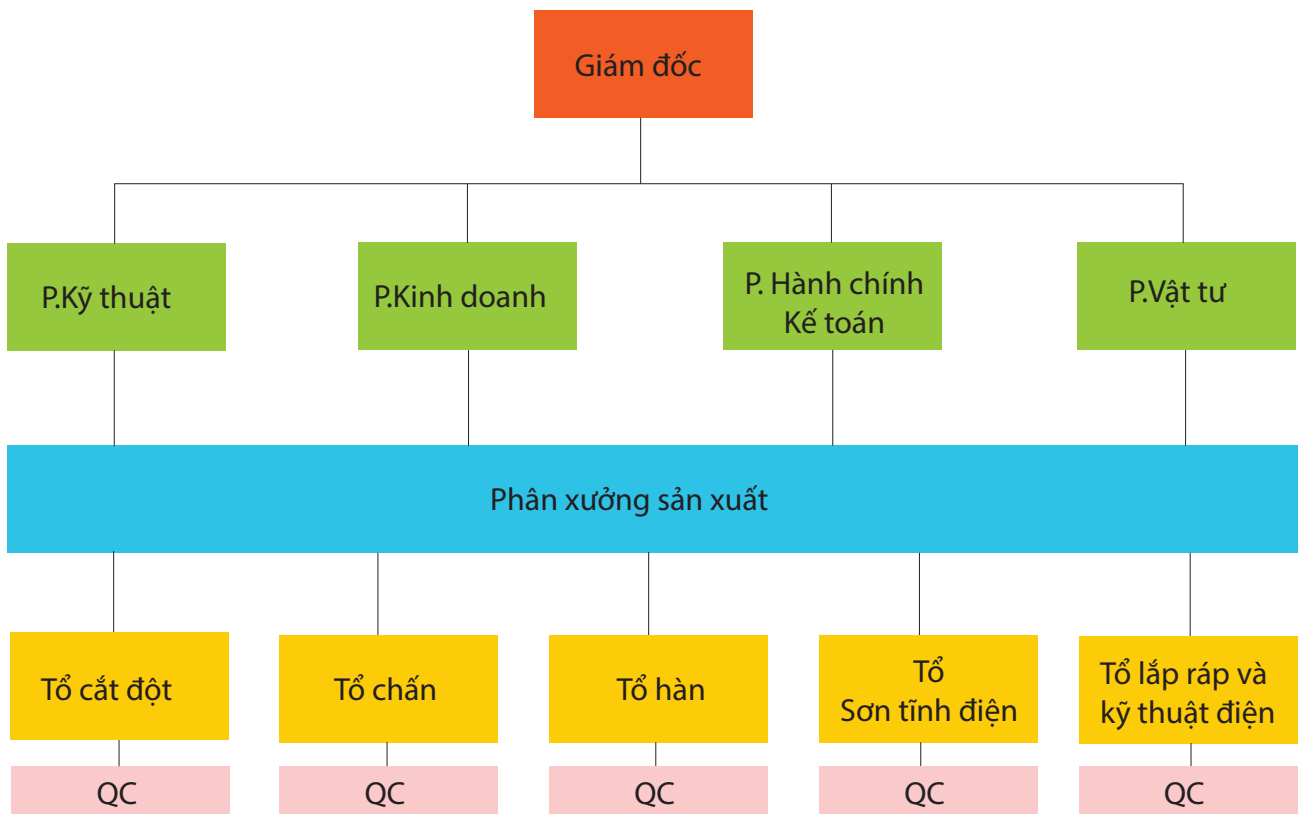 Giám đốc
P.Kỹ thuật
P.Kinh doanh
P. Hành chính
Kế toán
P.Vật tư
Phân xưởng sản xuất
Tổ cắt đột
Tổ chấn
Tổ hàn
Tổ
Sơn tĩnh điện
Tổ lắp ráp và
kỹ thuật điện
QC
QC
QC
QC
QC